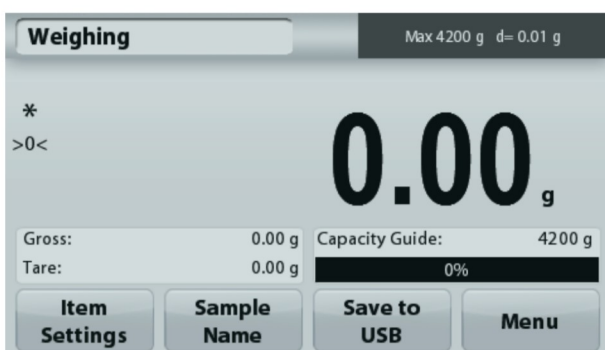 Weighing
Max 4200 g d= 0.01 g
*
>0<
0.00 g
Gross: 0.00 g
Tare: 0.00 g
Capacity Guide: 4200 g
0%
Item
Settings
Sample
Name
Save to
USB
Menu